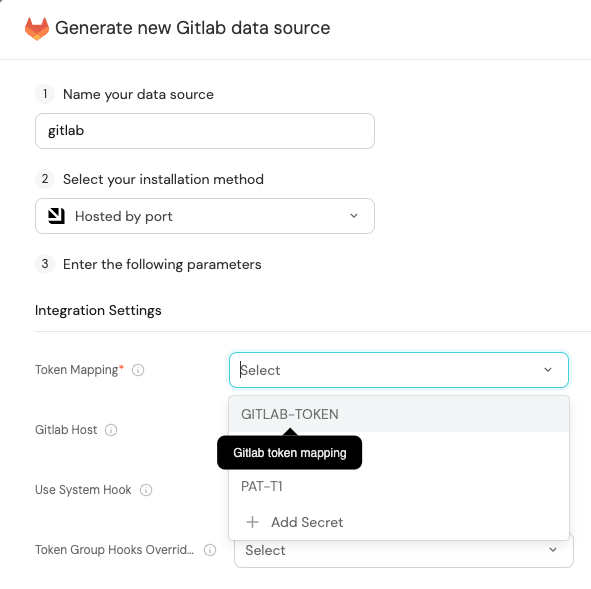 Generate new Gitlab data source
1 Name your data source
gitlab
2 Select your installation method
Hosted by port
3 Enter the following parameters
Integration Settings
Token Mapping*
Select
GITLAB-TOKEN
Gitlab Host
Gitlab token mapping
Use System Hook
PAT-T1
+ Add Secret
Token Group Hooks Overrid...
Select